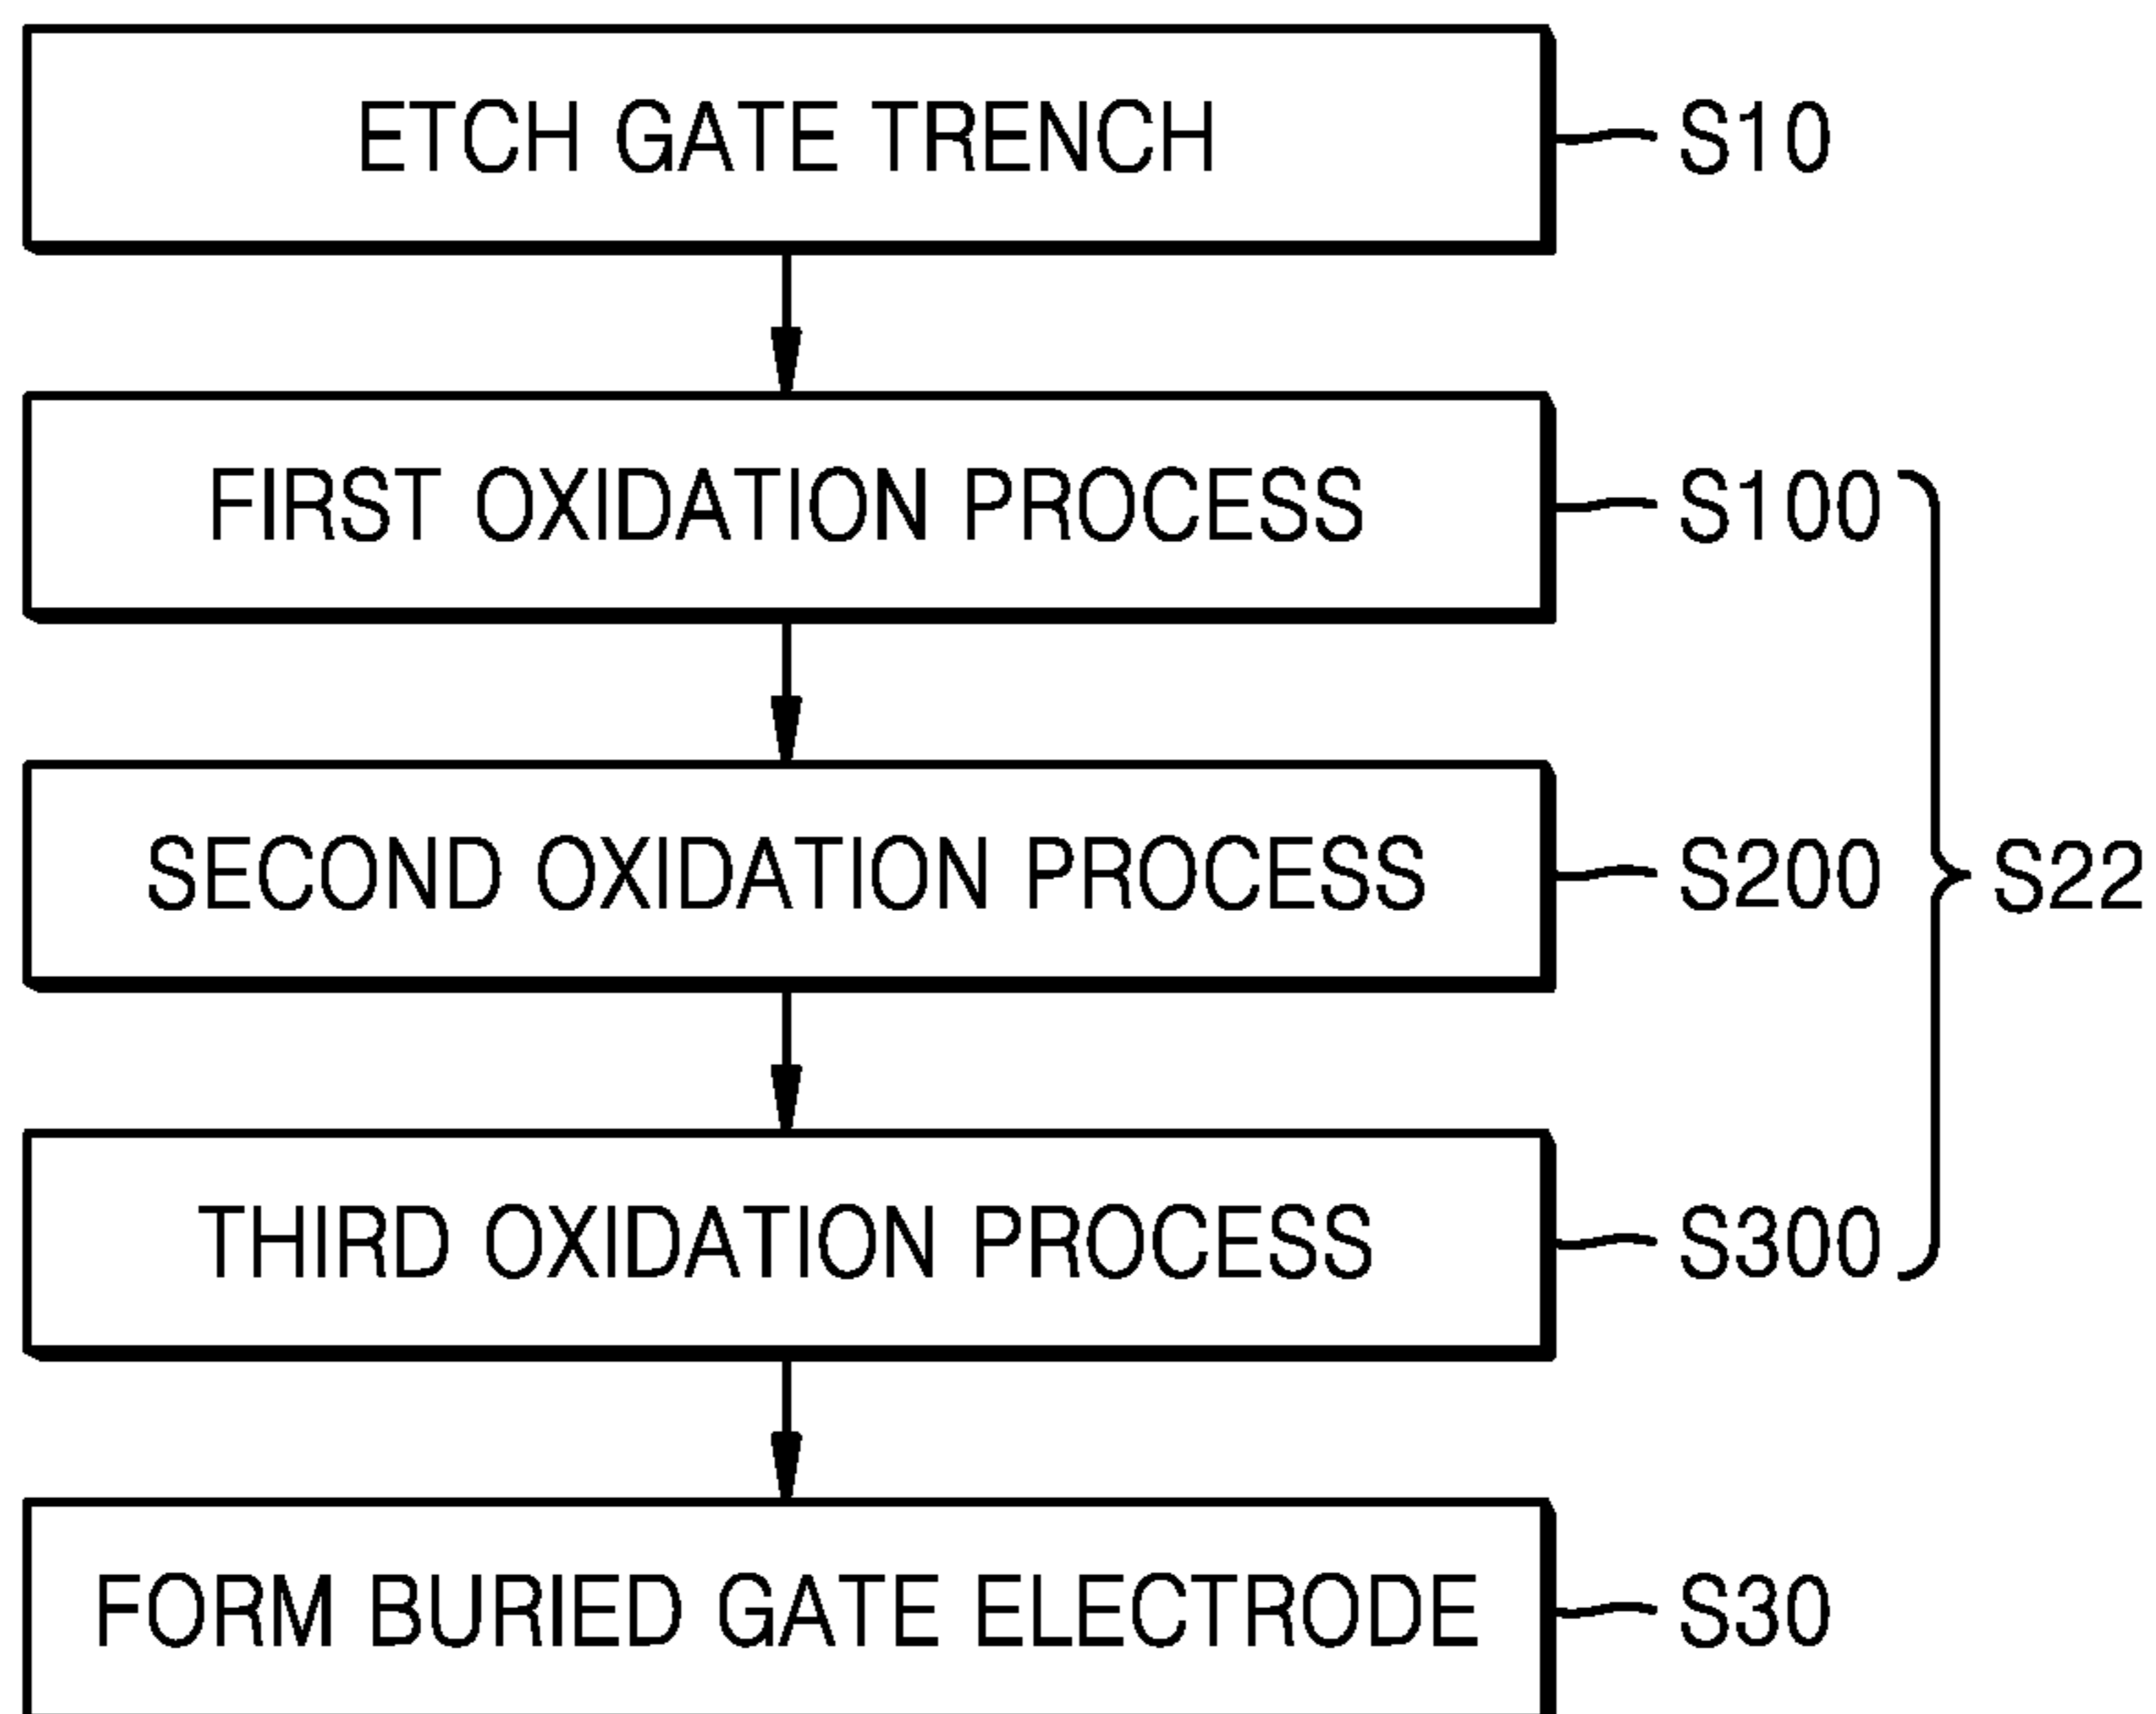 ETCH GATE TRENCH S10
FIRST OXIDATION PROCESS S100
SECOND OXIDATION PROCESS S200 S22
THIRD OXIDATION PROCESS S300
FORM BURIED GATE ELECTRODE S30